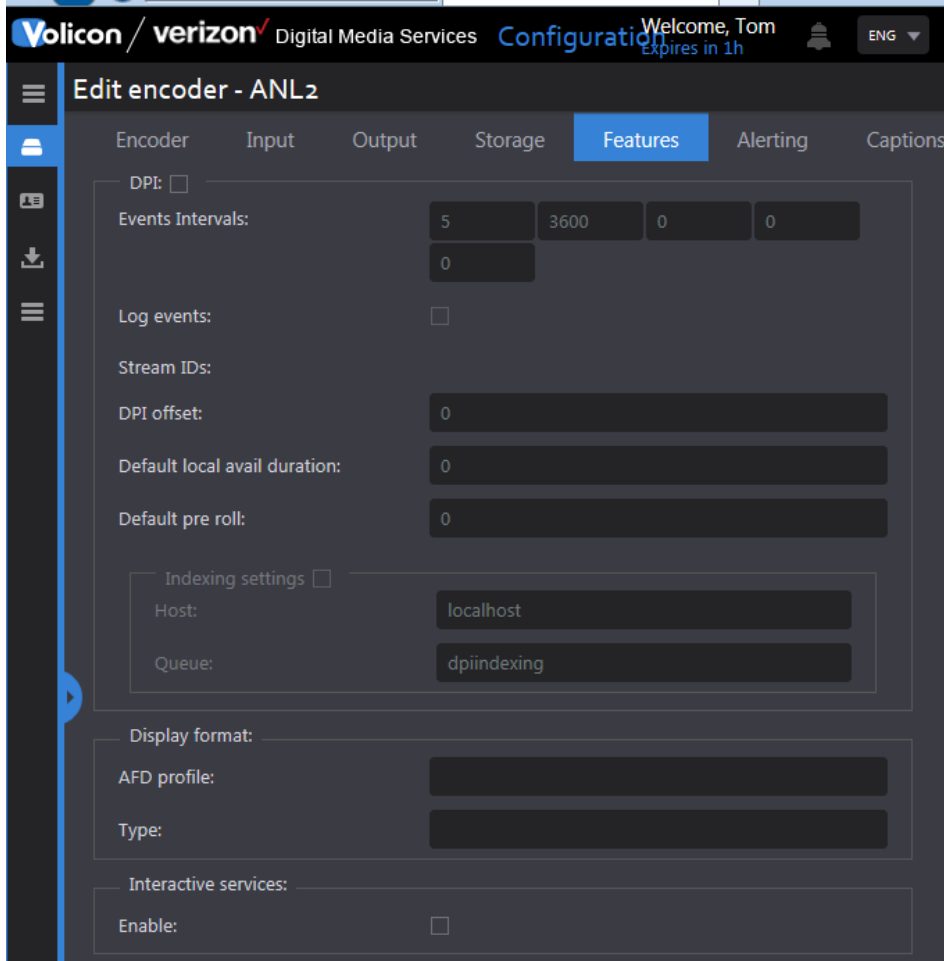 Volicon / verizon✓ Digital Media Services Configuration Welcome, Tom ENG
Expires in 1h
Edit encoder - ANL2
Encoder Input Output Storage Features Alerting Captions
DPI:
Events Intervals: 5 3600 0 0
0
Log events:
Stream IDs:
DPI offset: 0
Default local avail duration: 0
Default pre roll: 0
Indexing settings
Host: localhost
Queue: dpiindexing
Display format:
AFD profile:
Type:
Interactive services:
Enable: